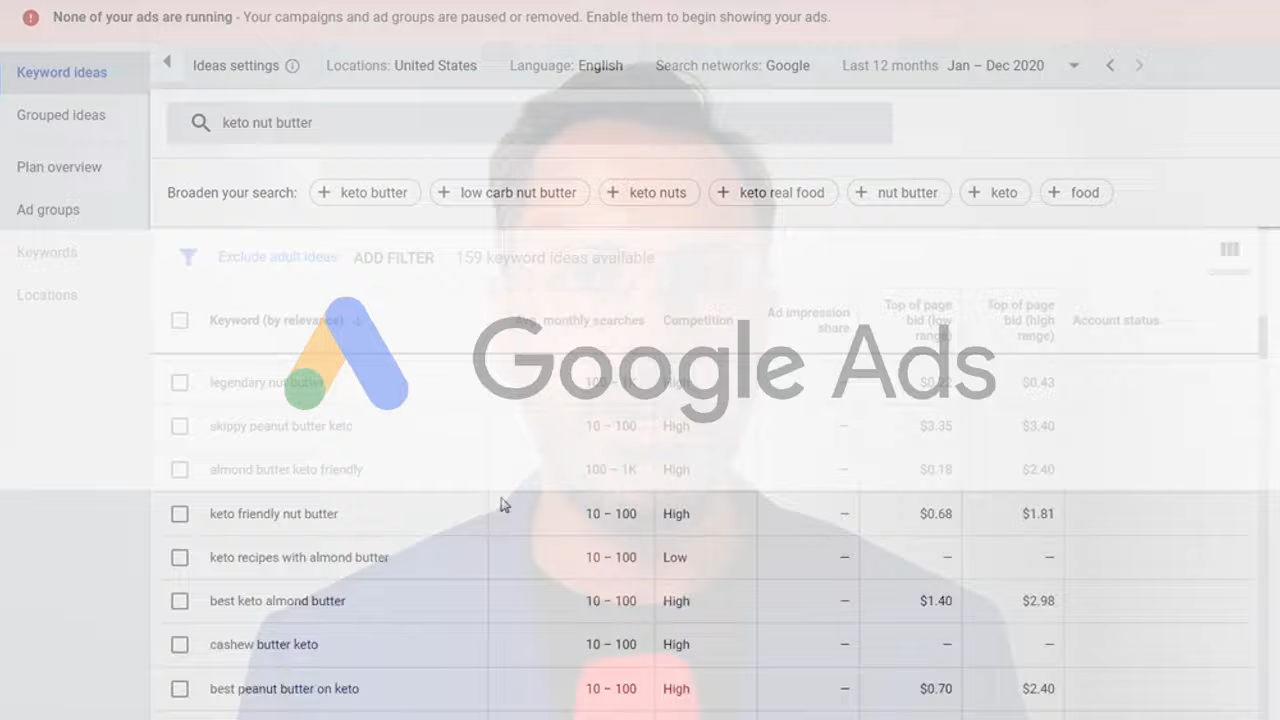 None of your ads are running - Your campaigns and ad groups are paused or removed. Enable them to begin showing your ads.
Keyword ideas
Grouped ideas
Plan overview
Ad groups
Keywords
Locations
Ideas settings Locations: United States Language: English Search networks: Google Last 12 months Jan – Dec 2020
keto nut butter
Broaden your search: + keto butter + low carb nut butter + keto nuts + keto real food + nut butter + keto + food
Exclude adult ideas ADD FILTER 159 keyword ideas available
Keyword (by relevance) Avg. monthly searches Competition Ad impression share Top of page bid (low range) Top of page bid (high range) Account status
Google Ads
legendary nut butter 100 – 1K High – $0.43
skippy peanut butter keto 10 – 100 High – $3.35 $3.40
almond butter keto friendly 100 – 1K High – $0.18 $2.40
keto friendly nut butter 10 – 100 High – $0.68 $1.81
keto recipes with almond butter 10 – 100 Low – – –
best keto almond butter 10 – 100 High – $1.40 $2.98
cashew butter keto 10 – 100 High – – –
best peanut butter on keto 10 – 100 High – $0.70 $2.40